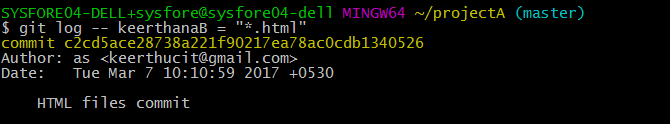 SYSFORE04-DELL+sysfore@sysfore04-dell MINGW64 ~/projectA (master)
$ git log -- keerthanaB = "*.html"
commit c2cd5ace28738a221f90217ea78ac0cdb1340526
Author: as <keerthucit@gmail.com>
Date:   Tue Mar 7 10:10:59 2017 +0530
    HTML files commit